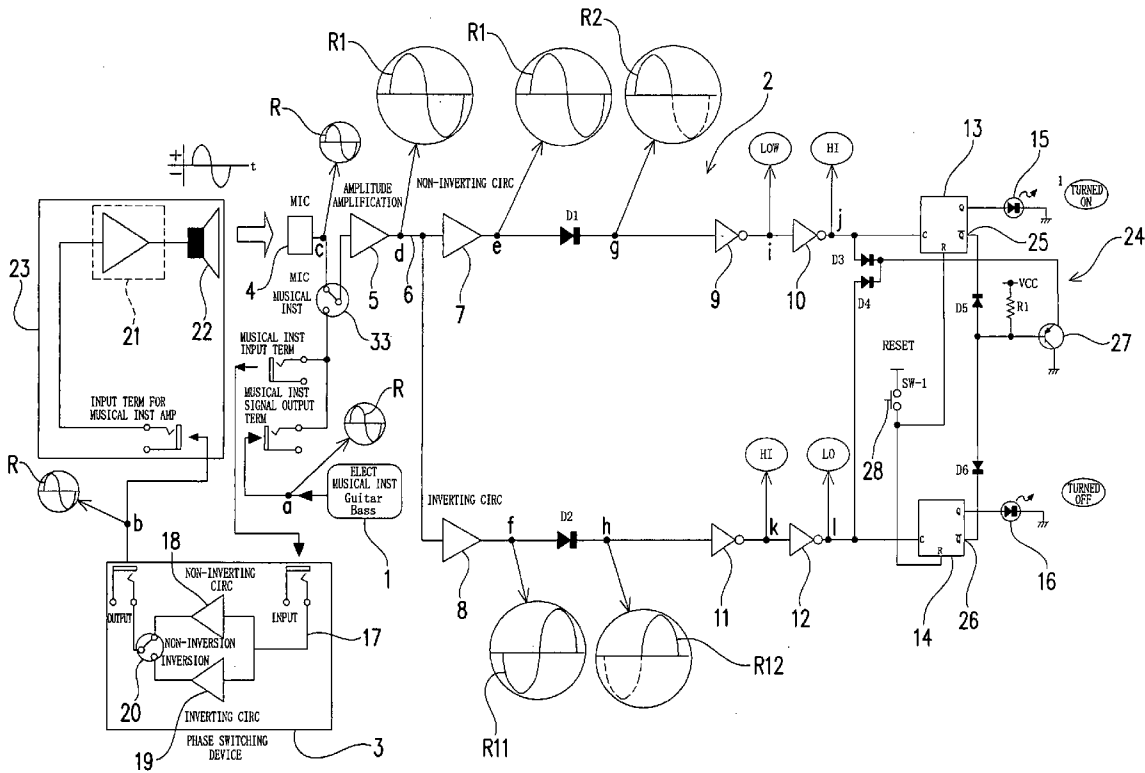 R1
R1
R2
2
R
LOW
HI
13
15
1
TURNED
ON
t
MIC
AMPLITUDE
AMPLIFICATION
NON-INVERTING CIRC
D1
c
d
e
g
i
j
C
Q
Q
R
25
24
23
21
22
4
MIC
MUSICAL
INST
5
6
7
9
10
D3
D4
33
VCC
R1
D5
27
MUSICAL INST
INPUT TERM
RESET
SW-1
28
INPUT TERM FOR
MUSICAL INST AMP
MUSICAL INST
SIGNAL OUTPUT
TERM
R
R
b
a
ELECT
MUSICAL INST
Guitar
Bass
1
HI
LO
D6
TURNED
OFF
INVERTING CIRC
D2
f
h
k
l
C
Q
Q
R
8
11
12
14
26
16
18
NON-INVERTING
CIRC
OUTPUT
INPUT
17
NON-INVERSION
INVERSION
20
19
INVERTING CIRC
PHASE SWITCHING
DEVICE
3
R11
R12